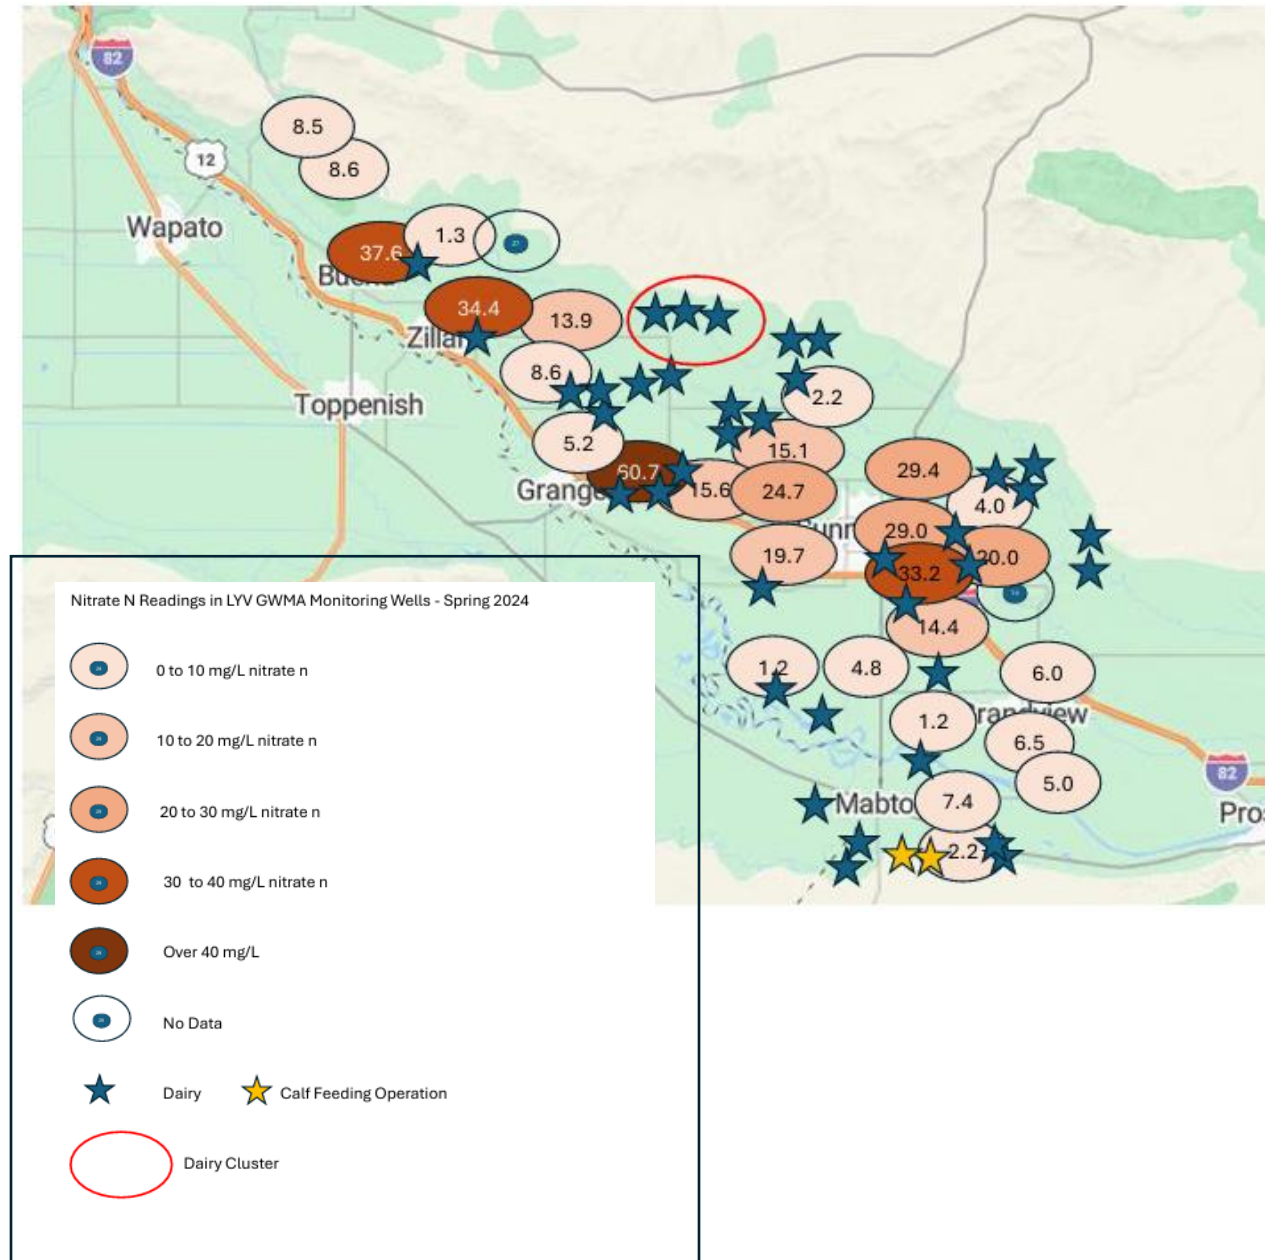 82
8.5
12
8.6
Wapato
1.3
37.6
34.4
13.9
8.6
Toppenish
2.2
5.2
15.1
60.7
29.4
15.6
24.7
4.0
29.0
19.7
20.0
33.2
14.4
1.2
4.8
6.0
1.2
Grandview
6.5
82
5.0
7.4
Mabto
Pros
2.2
Nitrate N Readings in LYV GWMA Monitoring Wells - Spring 2024
0 to 10 mg/L nitrate n
10 to 20 mg/L nitrate n
20 to 30 mg/L nitrate n
30 to 40 mg/L nitrate n
Over 40 mg/L
No Data
Dairy Calf Feeding Operation
Dairy Cluster